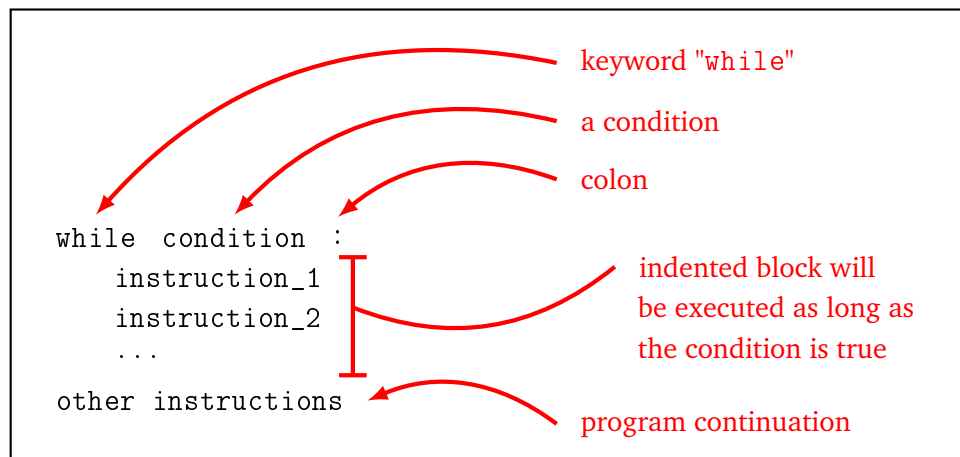 keyword "while"
a condition
colon
while condition :
instruction_1
instruction_2
...
other instructions
indented block will
be executed as long as
the condition is true
program continuation